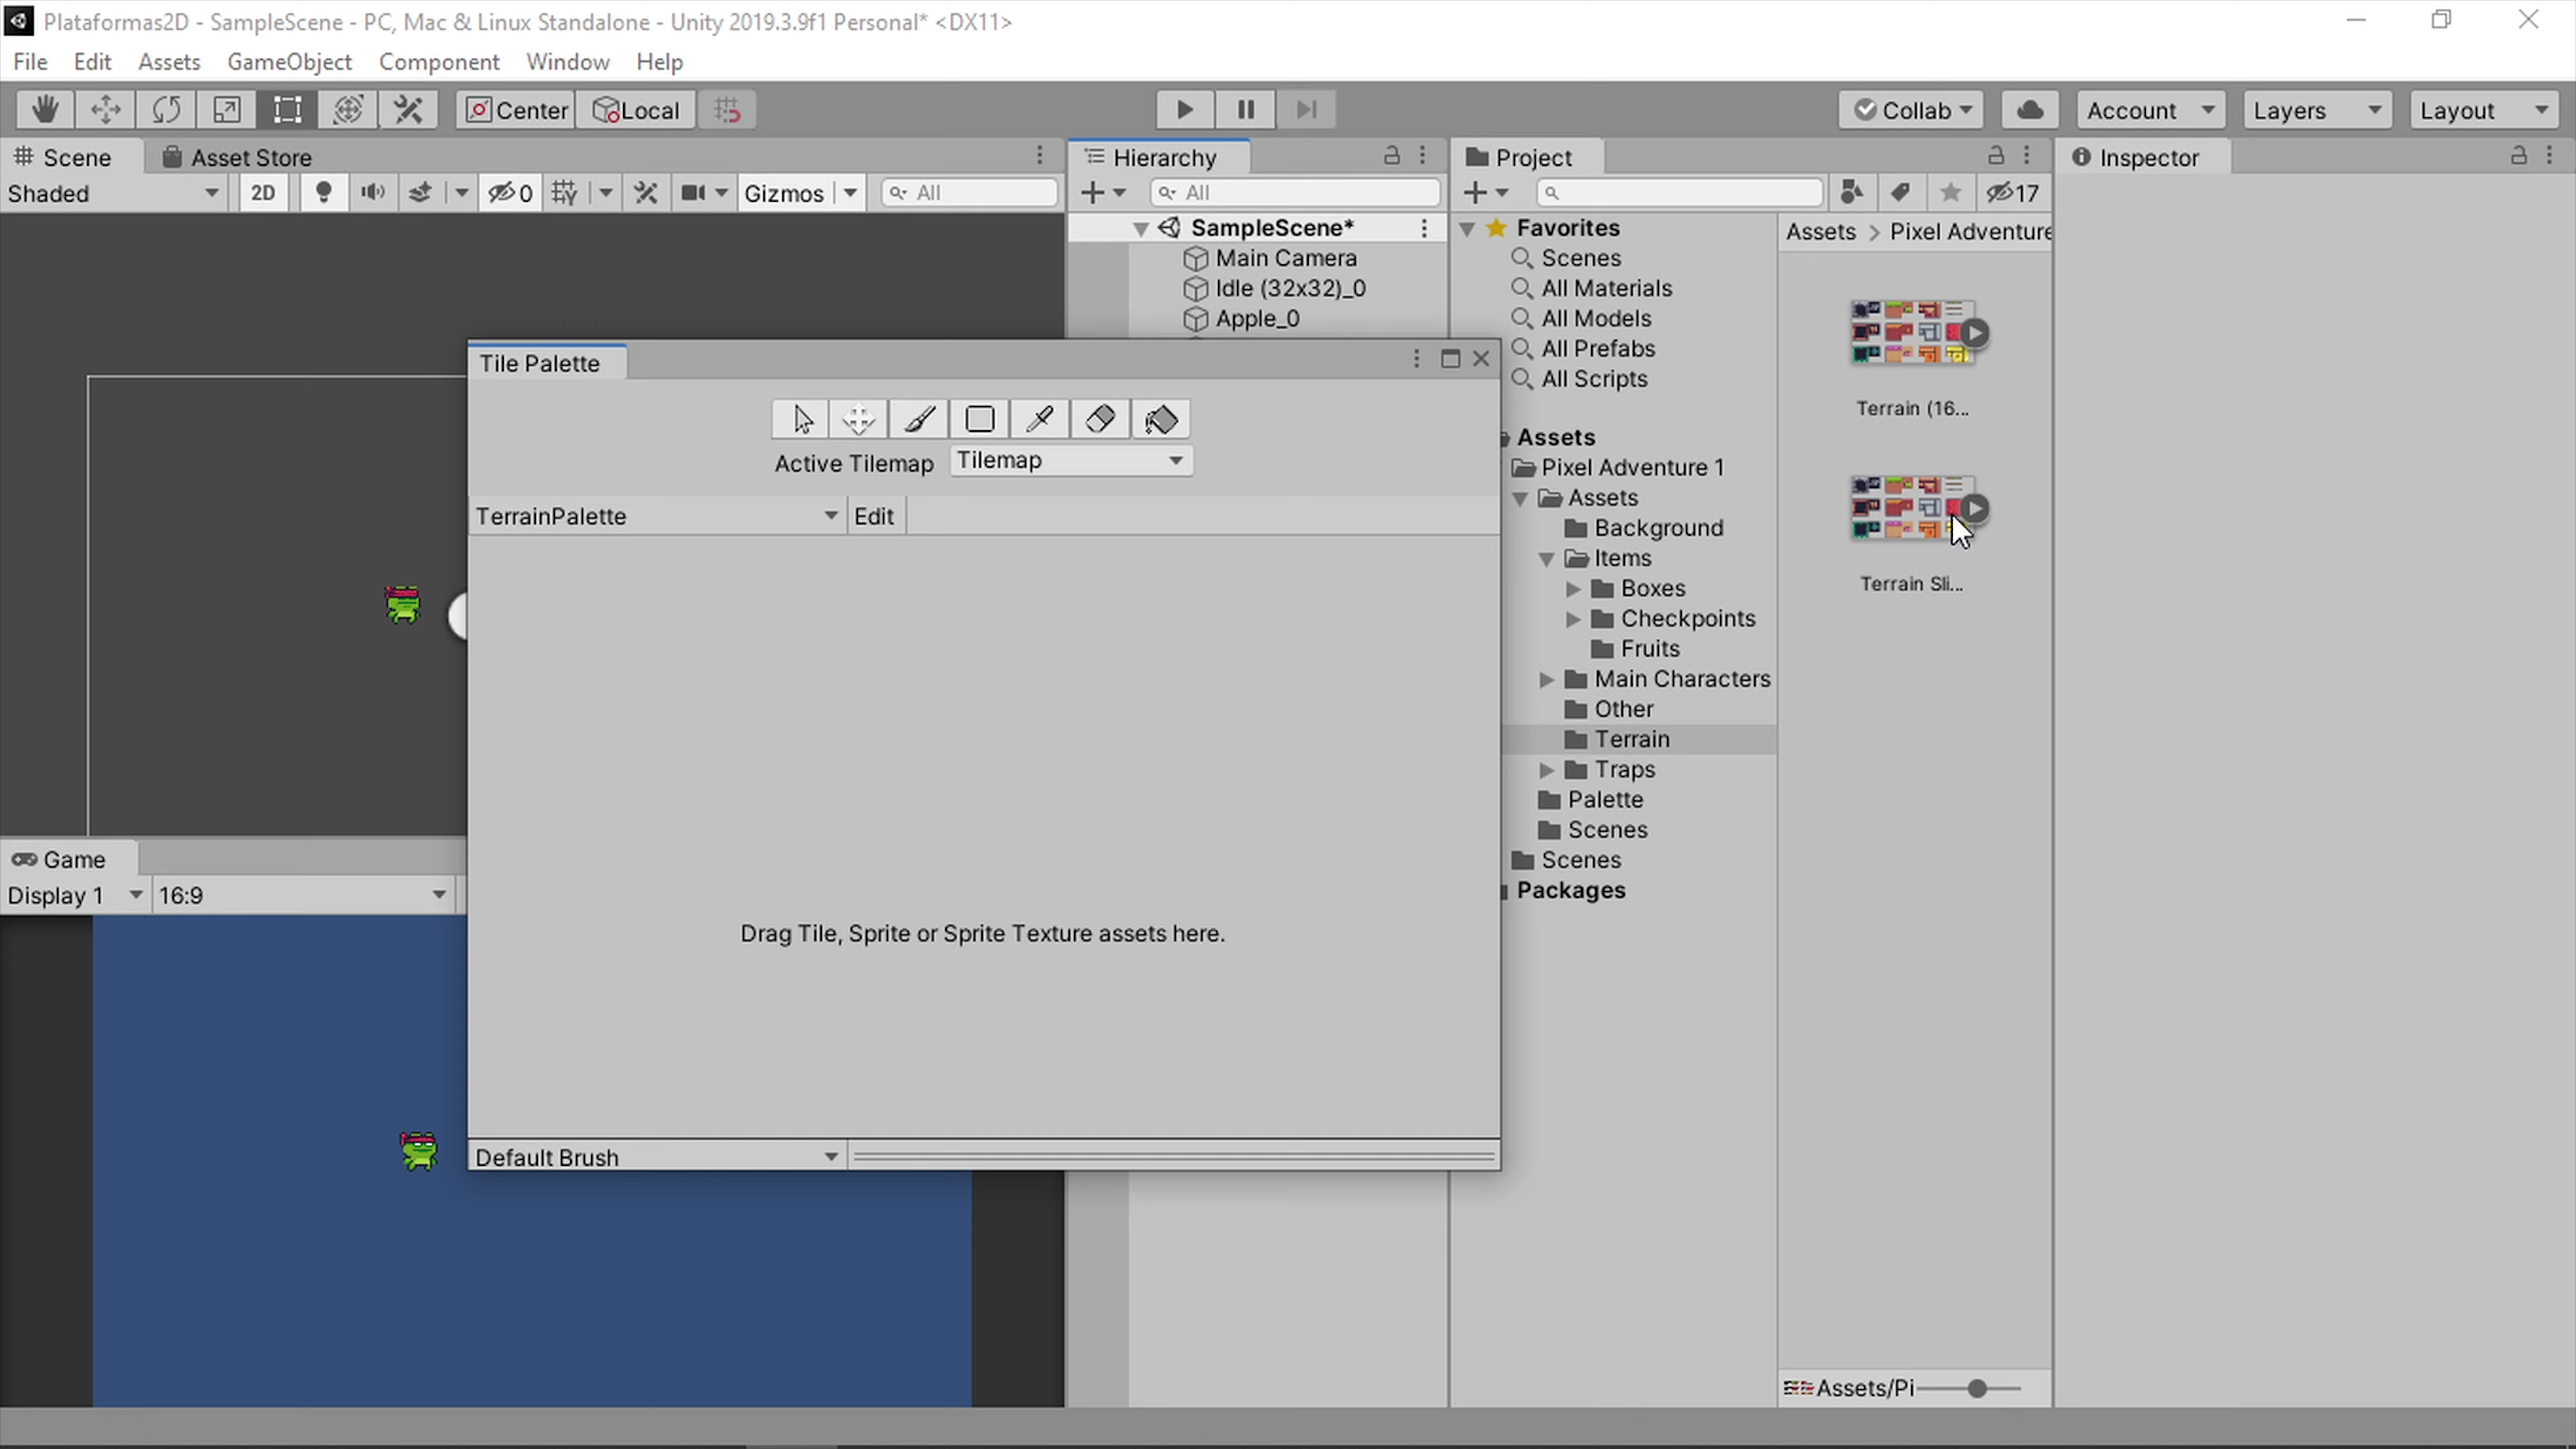 Plataformas2D - SampleScene - PC, Mac & Linux Standalone - Unity 2019.3.9f1 Personal* <DX11>
File Edit Assets GameObject Component Window Help
Center Local Collab Account Layers Layout
Scene Asset Store
Shaded 2D 0 Gizmos All
Hierarchy
All
SampleScene*
Main Camera
Idle (32x32)_0
Apple_0
Project
17
Favorites
Scenes
All Materials
All Models
All Prefabs
All Scripts
Assets
Pixel Adventure 1
Assets
Background
Items
Boxes
Checkpoints
Fruits
Main Characters
Other
Terrain
Traps
Palette
Scenes
Scenes
Packages
Assets > Pixel Adventure
Terrain (16...
Terrain Sli...
Assets/Pi
Inspector
Tile Palette
Active Tilemap Tilemap
TerrainPalette Edit
Drag Tile, Sprite or Sprite Texture assets here.
Default Brush
Game
Display 1 16:9